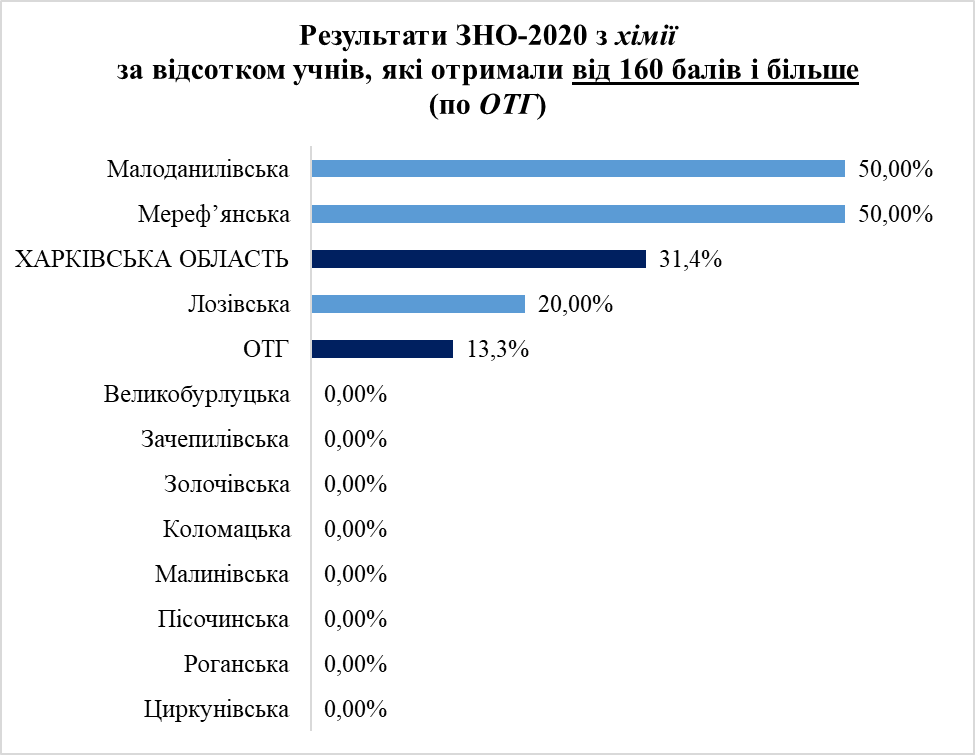 Результати ЗНО-2020 з хімії
за відсотком учнів, які отримали від 160 балів і більше
(по ОТГ)
Малоданилівська 50,00%
Мереф’янська 50,00%
ХАРКІВСЬКА ОБЛАСТЬ 31,4%
Лозівська 20,00%
ОТГ 13,3%
Великобурлуцька 0,00%
Зачепилівська 0,00%
Золочівська 0,00%
Коломацька 0,00%
Малинівська 0,00%
Пісочинська 0,00%
Роганська 0,00%
Циркунівська 0,00%